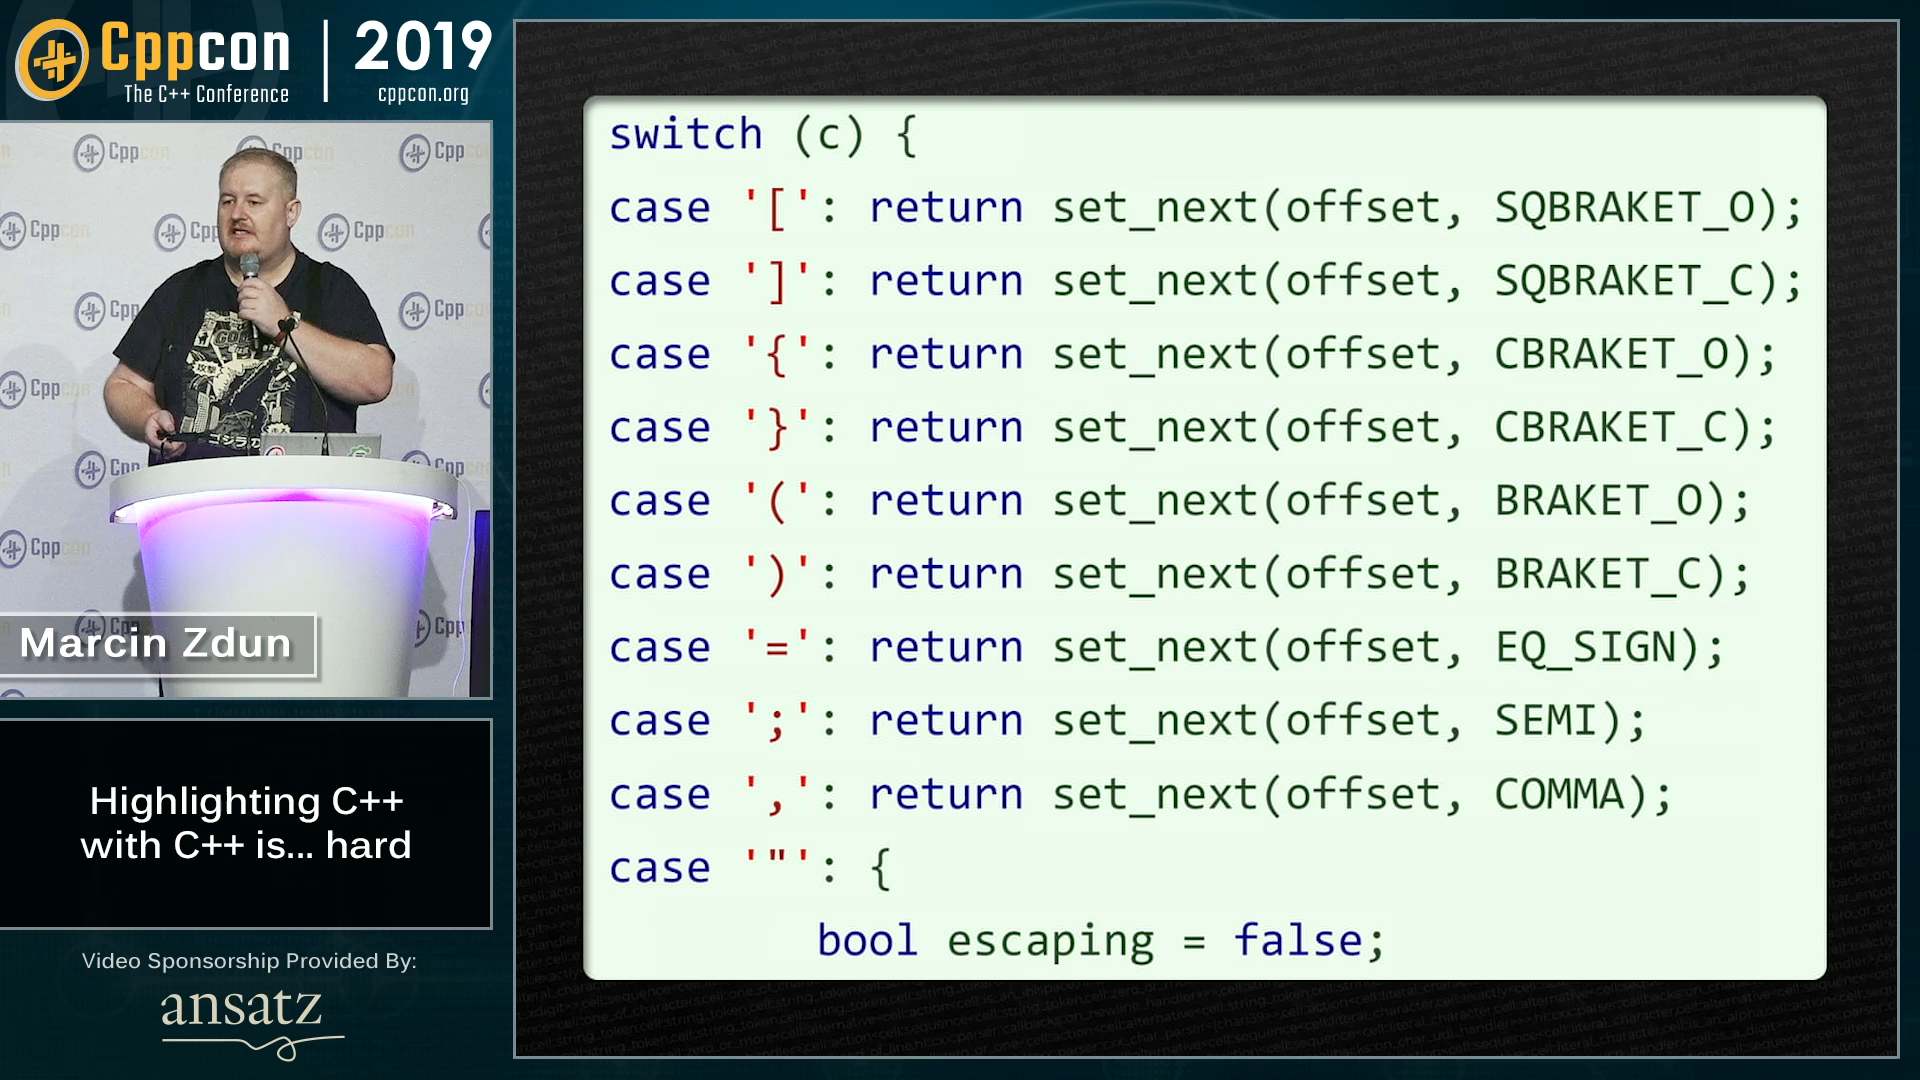 Cppcon
The C++ Conference
2019
cppcon.org
Marcin Zdun
Highlighting C++
with C++ is... hard
Video Sponsorship Provided By:
ansatz
switch (c) {
case '[': return set_next(offset, SQBRAKET_O);
case ']': return set_next(offset, SQBRAKET_C);
case '{': return set_next(offset, CBRAKET_O);
case '}': return set_next(offset, CBRAKET_C);
case '(': return set_next(offset, BRAKET_O);
case ')': return set_next(offset, BRAKET_C);
case '=': return set_next(offset, EQ_SIGN);
case ';': return set_next(offset, SEMI);
case ',': return set_next(offset, COMMA);
case '"': {
bool escaping = false;